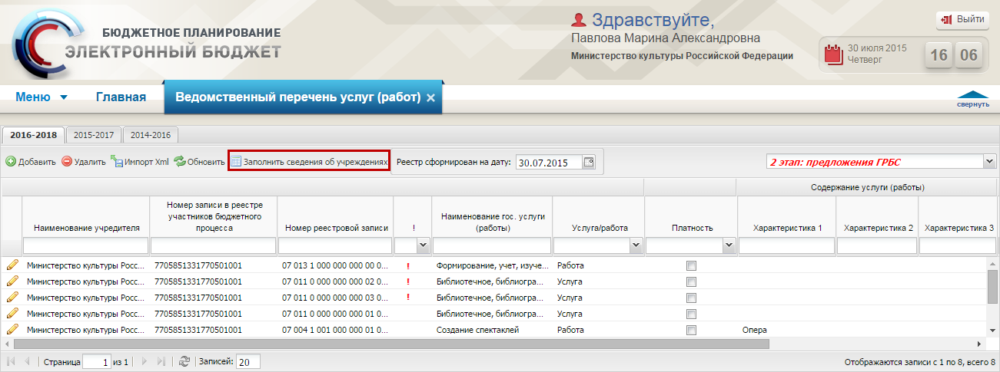 БЮДЖЕТНОЕ ПЛАНИРОВАНИЕ
ЭЛЕКТРОННЫЙ БЮДЖЕТ
Здравствуйте,
Павлова Марина Александровна
Министерство культуры Российской Федерации
Выйти
30 июля 2015
Четверг
16 06
Меню Главная Ведомственный перечень услуг (работ)
свернуть
2016-2018 2015-2017 2014-2016
Добавить Удалить Импорт Xml Обновить Заполнить сведения об учреждениях Реестр сформирован на дату: 30.07.2015 2 этап: предложения ГРБС
Содержание услуги (работы)
Наименование учредителя
Номер записи в реестре
участников бюджетного
процесса
Номер реестровой записи
!
Наименование гос. услуги
(работы)
Услуга/работа
Платность
Характеристика 1
Характеристика 2
Характеристика 3
Министерство культуры Росс... 7705851331770501001 07 013 1 000 000 000 00 0... ! Формирование, учет, изуче... Работа
Министерство культуры Росс... 7705851331770501001 07 011 0 000 000 000 02 0... ! Библиотечное, библиогра... Услуга
Министерство культуры Росс... 7705851331770501001 07 011 0 000 000 000 03 0... ! Библиотечное, библиогра... Услуга
Министерство культуры Росс... 7705851331770501001 07 011 0 000 000 000 01 0... Библиотечное, библиогра... Услуга
Министерство культуры Росс... 7705851331770501001 07 004 1 001 000 000 01 0... Создание спектаклей Работа Опера
Страница 1 из 1 Записей: 20 Отображаются записи с 1 по 8, всего 8